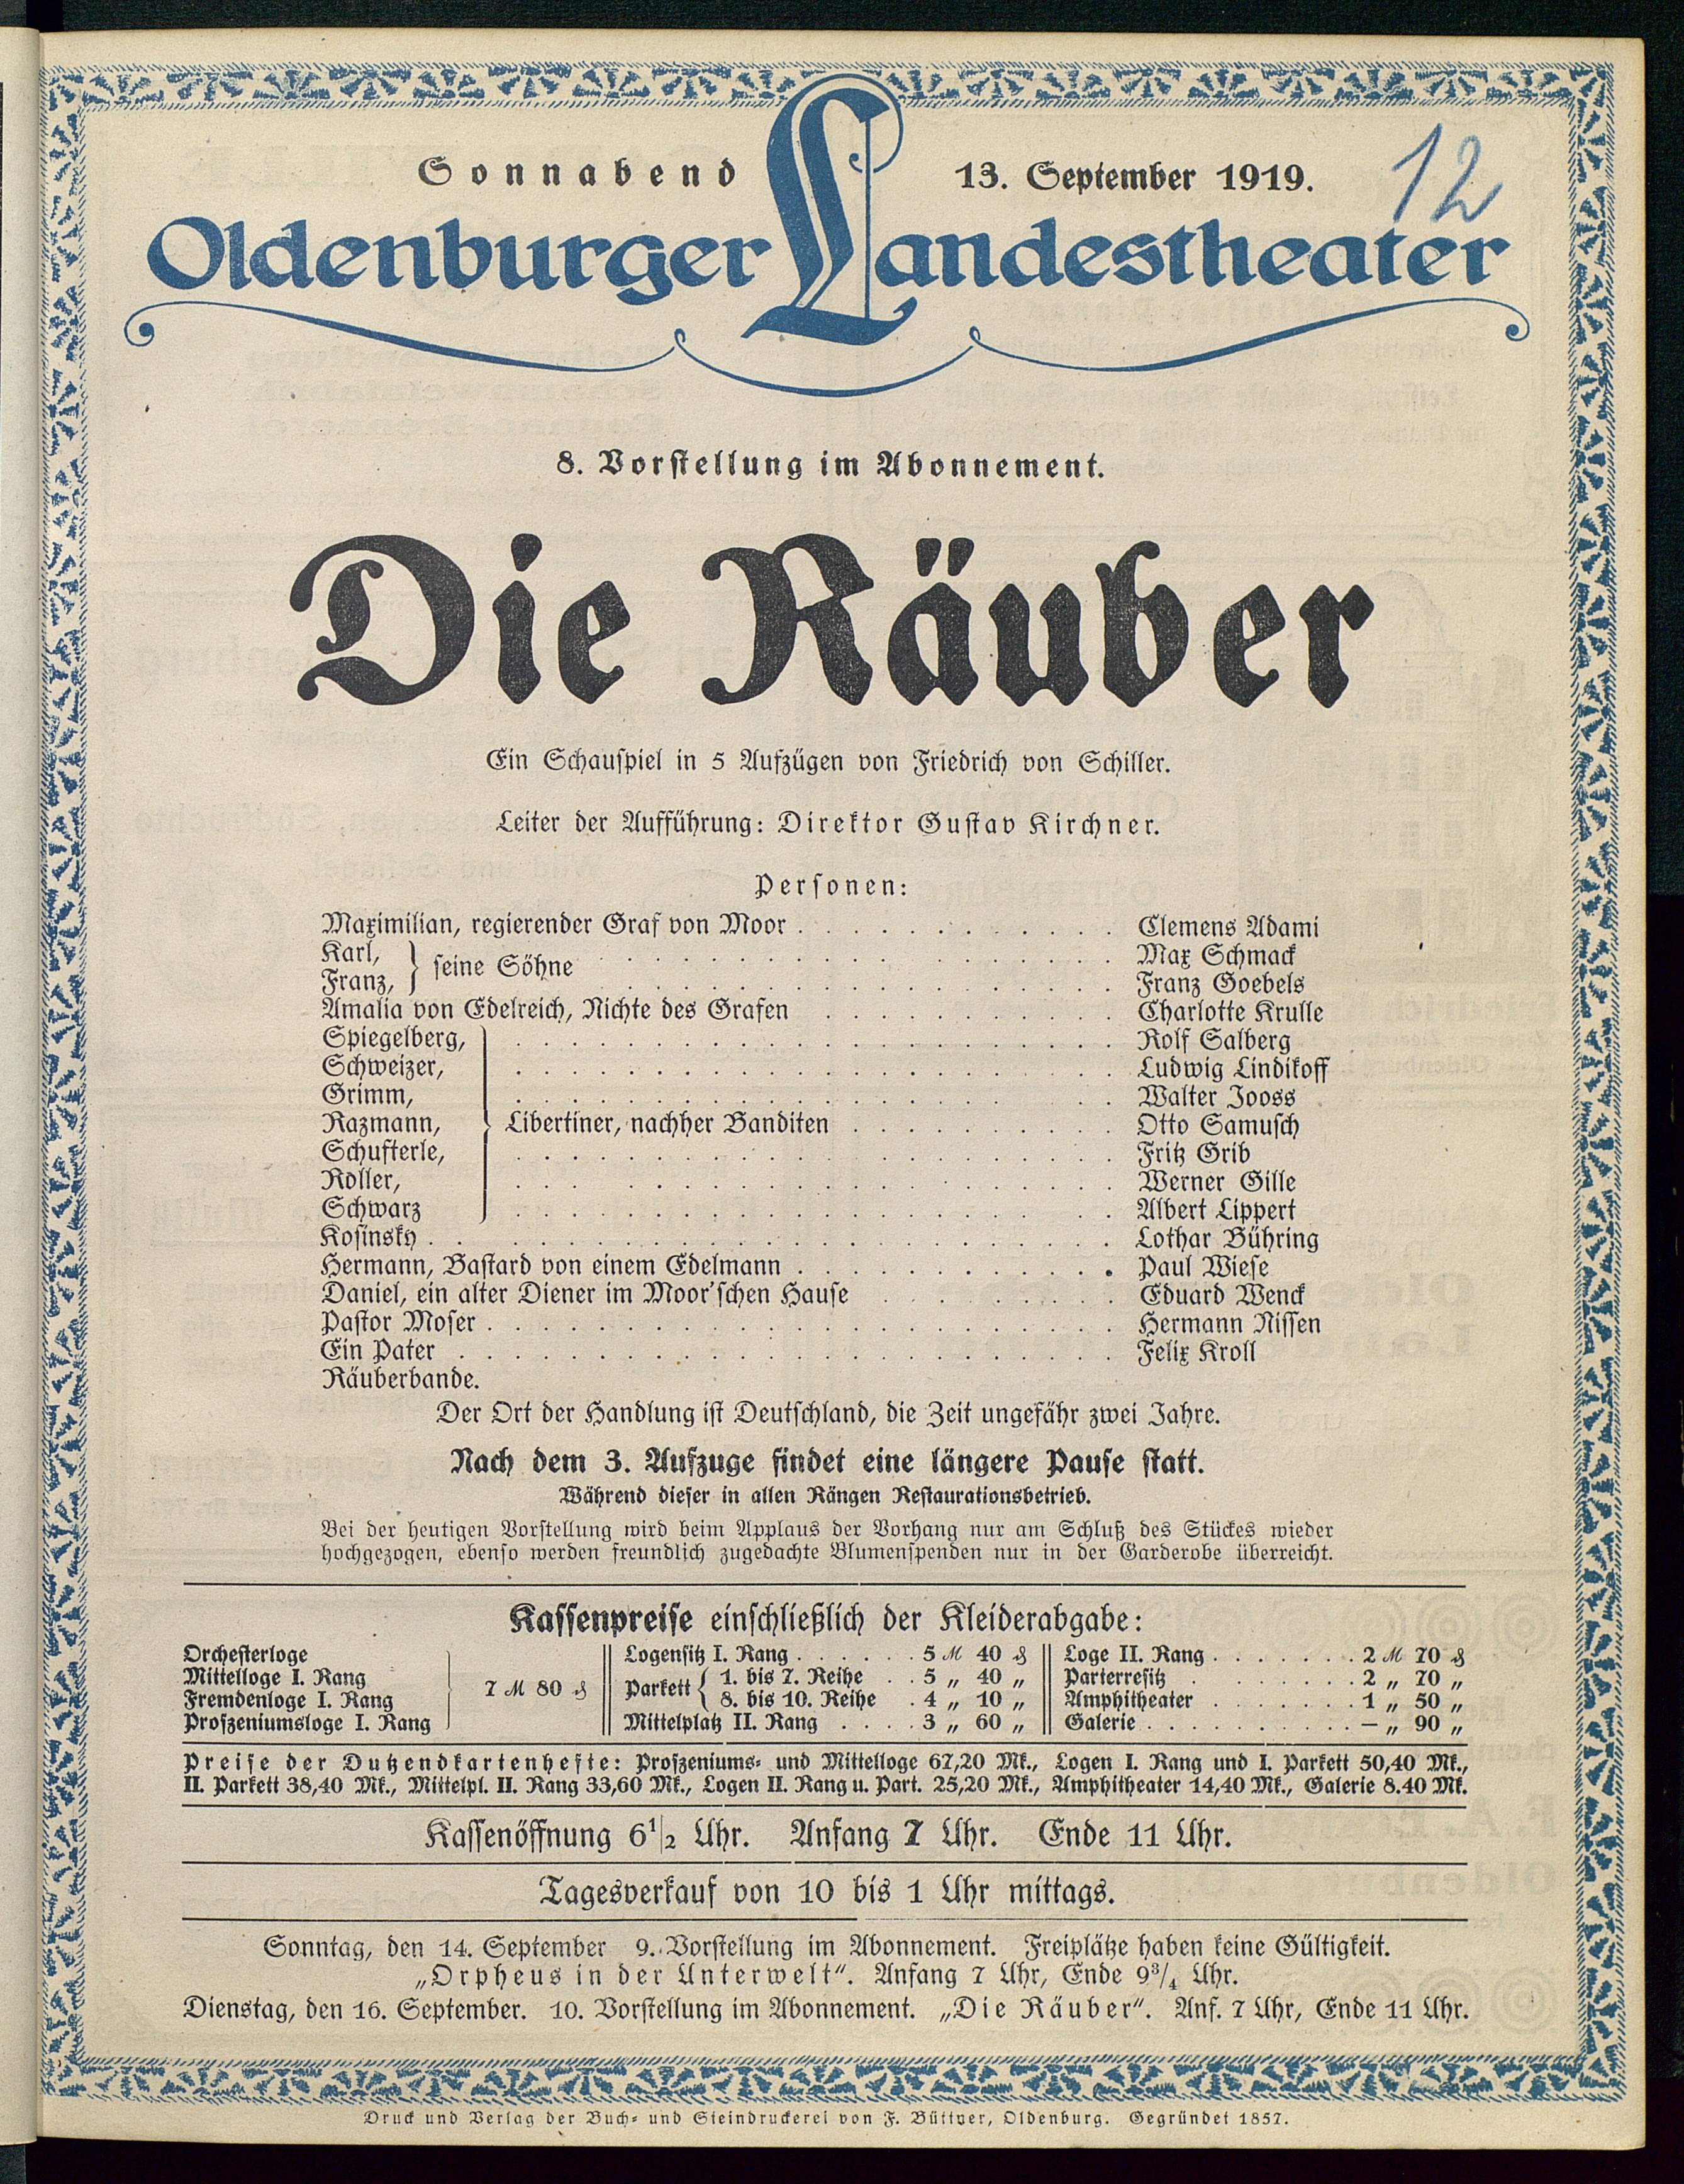 Sonnabend 13. September 1919. 12
Oldenburger Landestheater
8. Vorstellung im Abonnement.
Die Räuber
Ein Schauspiel in 5 Aufzügen von Friedrich von Schiller.
Leiter der Aufführung: Direktor Gustav Kirchner.
Personen:
Maximilian, regierender Graf von Moor . . . . . . . . . . . . Clemens Adami
Karl, } seine Söhne . . . . . . . . . . . . Max Schmack
Franz, } . . . . . . . . . . . . Franz Goebels
Amalia von Edelreich, Nichte des Grafen . . . . . . . . . . . Charlotte Krulle
Spiegelberg, . . . . . . . . . . . . Rolf Salberg
Schweizer, . . . . . . . . . . . . Ludwig Lindikoff
Grimm, . . . . . . . . . . . . Walter Jooss
Razmann, } Libertiner, nachher Banditen . . . . . . . . . . Otto Samusch
Schufterle, . . . . . . . . . . . . Fritz Grib
Roller, . . . . . . . . . . . . Werner Gille
Schwarz . . . . . . . . . . . . Albert Lippert
Kosinsky . . . . . . . . . . . . Lothar Bühring
Hermann, Bastard von einem Edelmann . . . . . . . . . . . . Paul Wiese
Daniel, ein alter Diener im Moor'schen Hause . . . . . . . . . Eduard Wenck
Pastor Moser . . . . . . . . . . . . Hermann Nissen
Ein Pater . . . . . . . . . . . . Felix Kroll
Räuberbande.
Der Ort der Handlung ist Deutschland, die Zeit ungefähr zwei Jahre.
Nach dem 3. Aufzuge findet eine längere Pause statt.
Während dieser in allen Rängen Restaurationsbetrieb.
Bei der heutigen Vorstellung wird beim Applaus der Vorhang nur am Schluß des Stückes wieder
hochgezogen, ebenso werden freundlich zugedachte Blumenspenden nur in der Garderobe überreicht.
Kassenpreise einschließlich der Kleiderabgabe:
Orchesterloge
Mittelloge I. Rang
Fremdenloge I. Rang
Proszeniumsloge I. Rang
7 ℳ 80 ₰
Logensitz I. Rang . . . . . . 5 ℳ 40 ₰
Parkett { 1. bis 7. Reihe . . 5 „ 40 „
8. bis 10. Reihe . 4 „ 10 „
Mittelplatz II. Rang . . . . 3 „ 60 „
Loge II. Rang . . . . . . . 2 ℳ 70 ₰
Parterresitz . . . . . . . . 2 „ 70 „
Amphitheater . . . . . . . 1 „ 50 „
Galerie . . . . . . . . . . — „ 90 „
Preise der Dutzendkartenhefte: Proszeniums- und Mittelloge 67,20 Mk., Logen I. Rang und I. Parkett 50,40 Mk.,
II. Parkett 38,40 Mk., Mittelpl. II. Rang 33,60 Mk., Logen II. Rang u. Part. 25,20 Mk., Amphitheater 14,40 Mk., Galerie 8.40 Mk.
Kassenöffnung 6 1/2 Uhr. Anfang 7 Uhr. Ende 11 Uhr.
Tagesverkauf von 10 bis 1 Uhr mittags.
Sonntag, den 14. September 9. Vorstellung im Abonnement. Freiplätze haben keine Gültigkeit.
„Orpheus in der Unterwelt“. Anfang 7 Uhr, Ende 9 3/4 Uhr.
Dienstag, den 16. September. 10. Vorstellung im Abonnement. „Die Räuber“. Anf. 7 Uhr, Ende 11 Uhr.
Druck und Verlag der Buch- und Steindruckerei von F. Büttner, Oldenburg. Gegründet 1857.